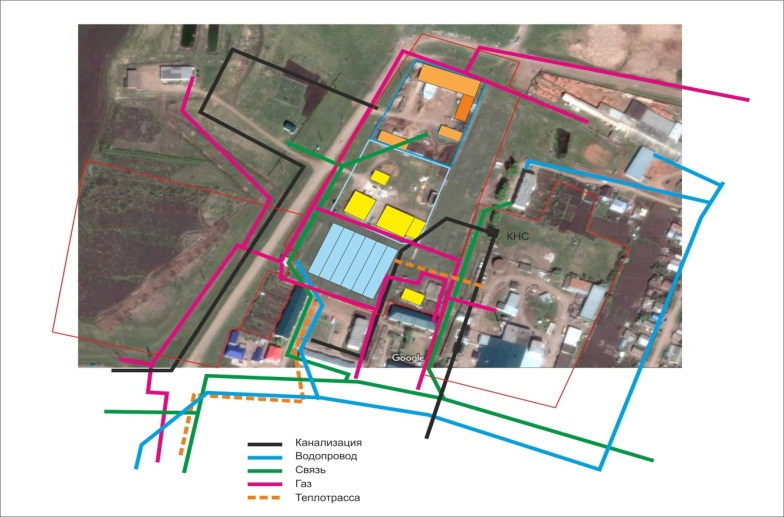 КНС
Google
Канализация
Водопровод
Связь
Газ
Теплотрасса